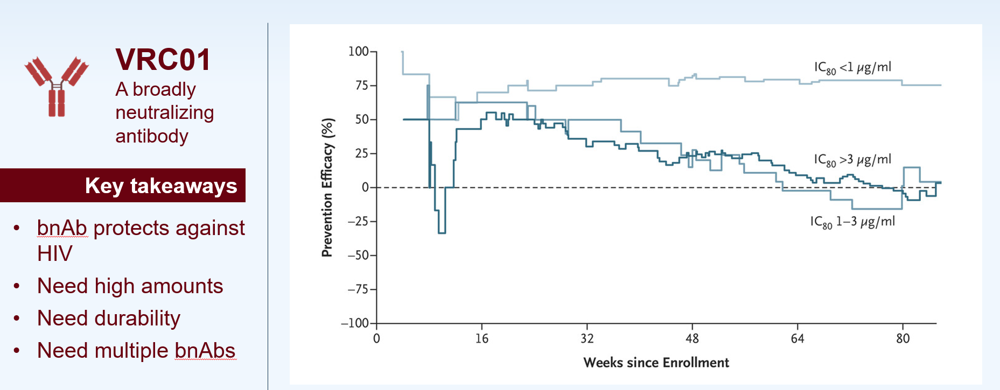 VRC01
A broadly
neutralizing
antibody
Key takeaways
• bnAb protects against
HIV
• Need high amounts
• Need durability
• Need multiple bnAbs
Prevention Efficacy (%)
100
75
50
25
0
−25
−50
−75
−100
0 16 32 48 64 80
Weeks since Enrollment
IC80 <1 µg/ml
IC80 >3 µg/ml
IC80 1–3 µg/ml